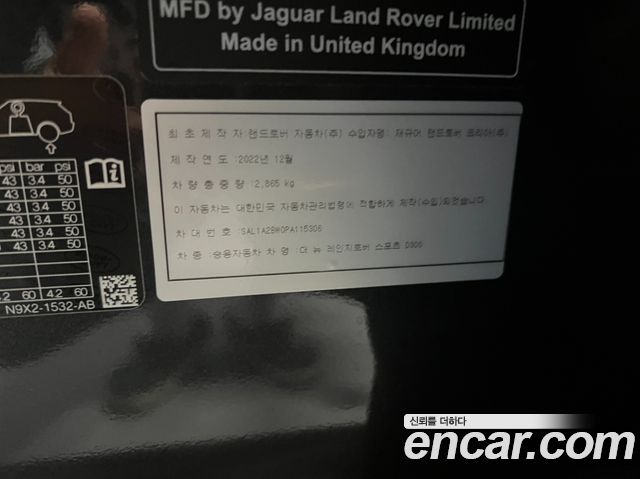 MFD by Jaguar Land Rover Limited
Made in United Kingdom
최초 제작자 랜드로버 자동차(주) 수입자명: 재규어 랜드로버 코리아(주)
제작연도 :2022년 12월
차량총중량 :2,865 kg
이 자동차는 대한민국 자동차관리법령에 적합하게 제작(수입)되었습니다
차대번호 :SAL1A2BW0PA115306
차종 :승용자동차 차명 :더 뉴 레인지로버 스포츠 D300
psi bar psi
43 3.4 50
43 3.4 50
43 3.4 50
43 3.4 50
43 3.4 50
43 3.4 50
43 3.4 50
4.2 60 4.2 60
N9X2-1532-AB
신뢰를 더하다
encar.com